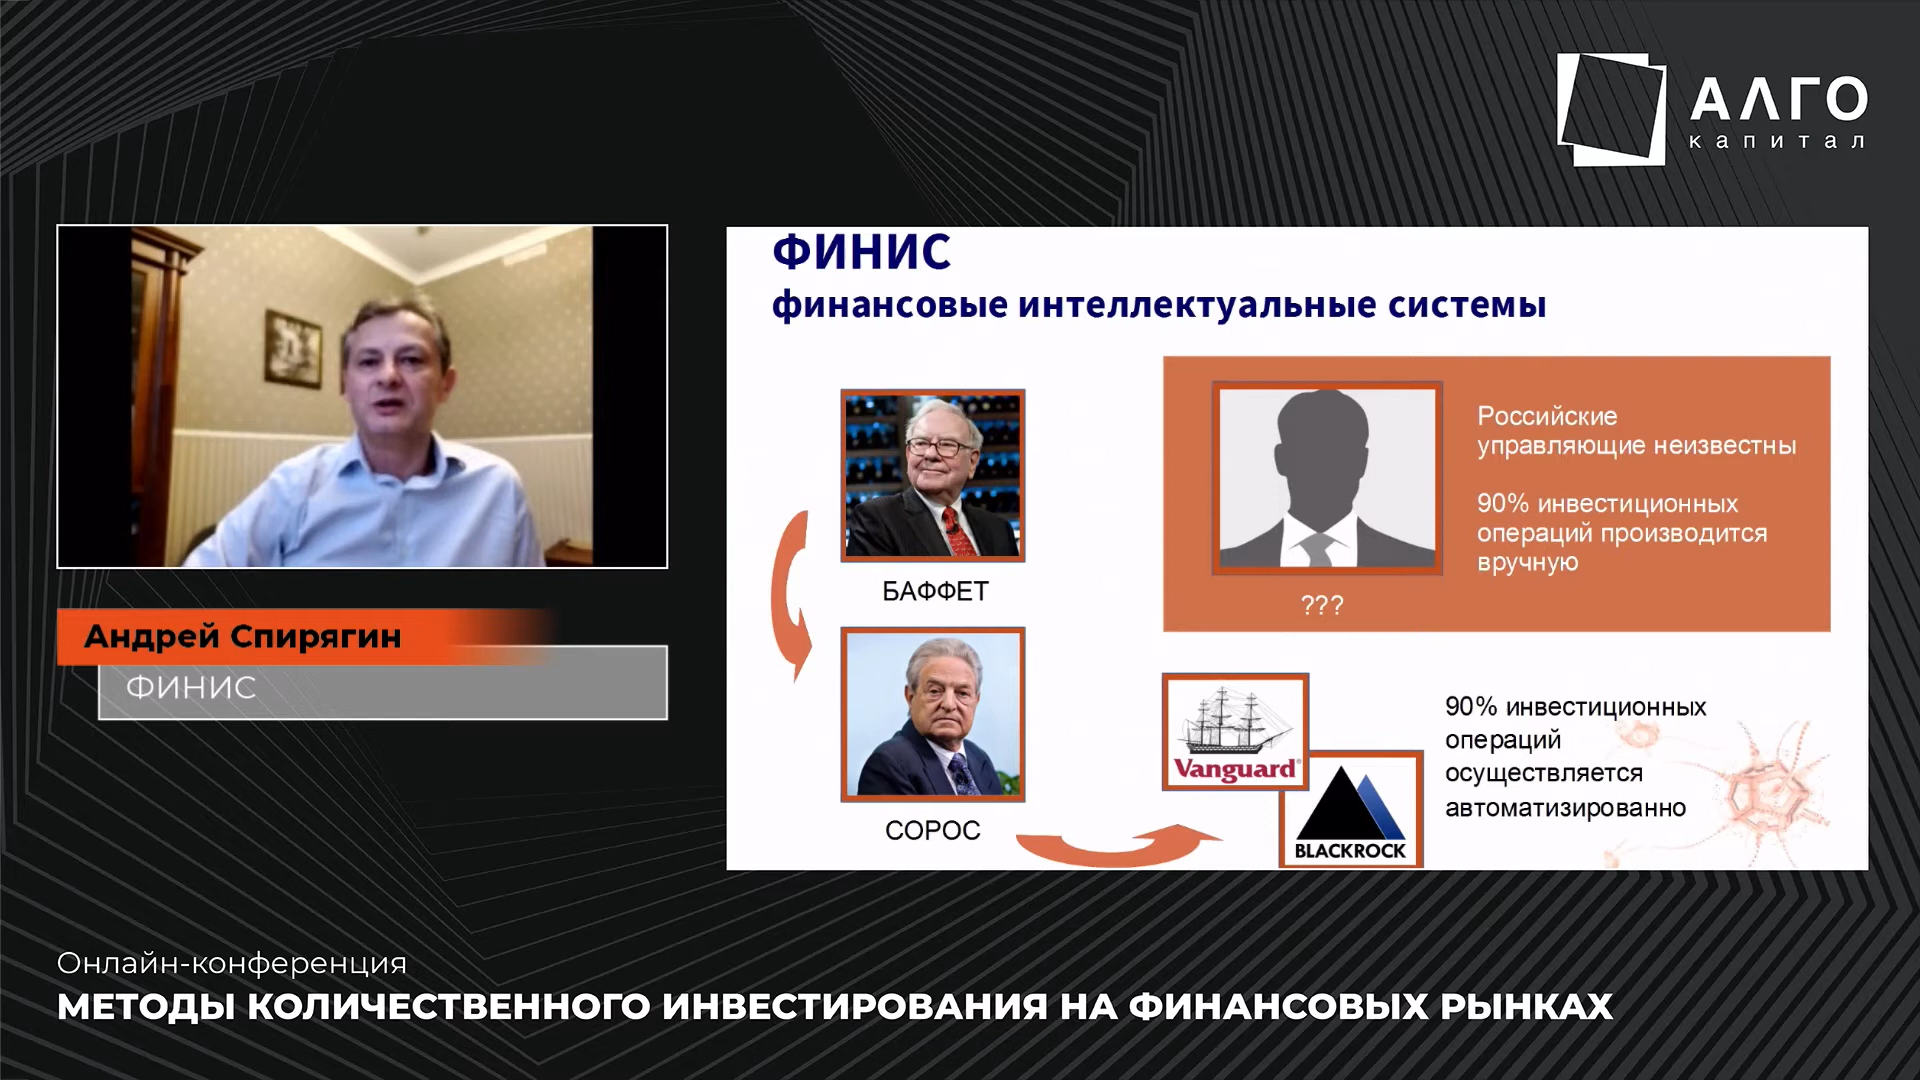 АЛГО
капитал
ФИНИС
финансовые интеллектуальные системы
Российские
управляющие неизвестны
90% инвестиционных
операций производится
вручную
???
БАФФЕТ
СОРОС
Vanguard®
BLACKROCK
90% инвестиционных
операций
осуществляется
автоматизированно
Андрей Спирягин
ФИНИС
Онлайн-конференция
МЕТОДЫ КОЛИЧЕСТВЕННОГО ИНВЕСТИРОВАНИЯ НА ФИНАНСОВЫХ РЫНКАХ